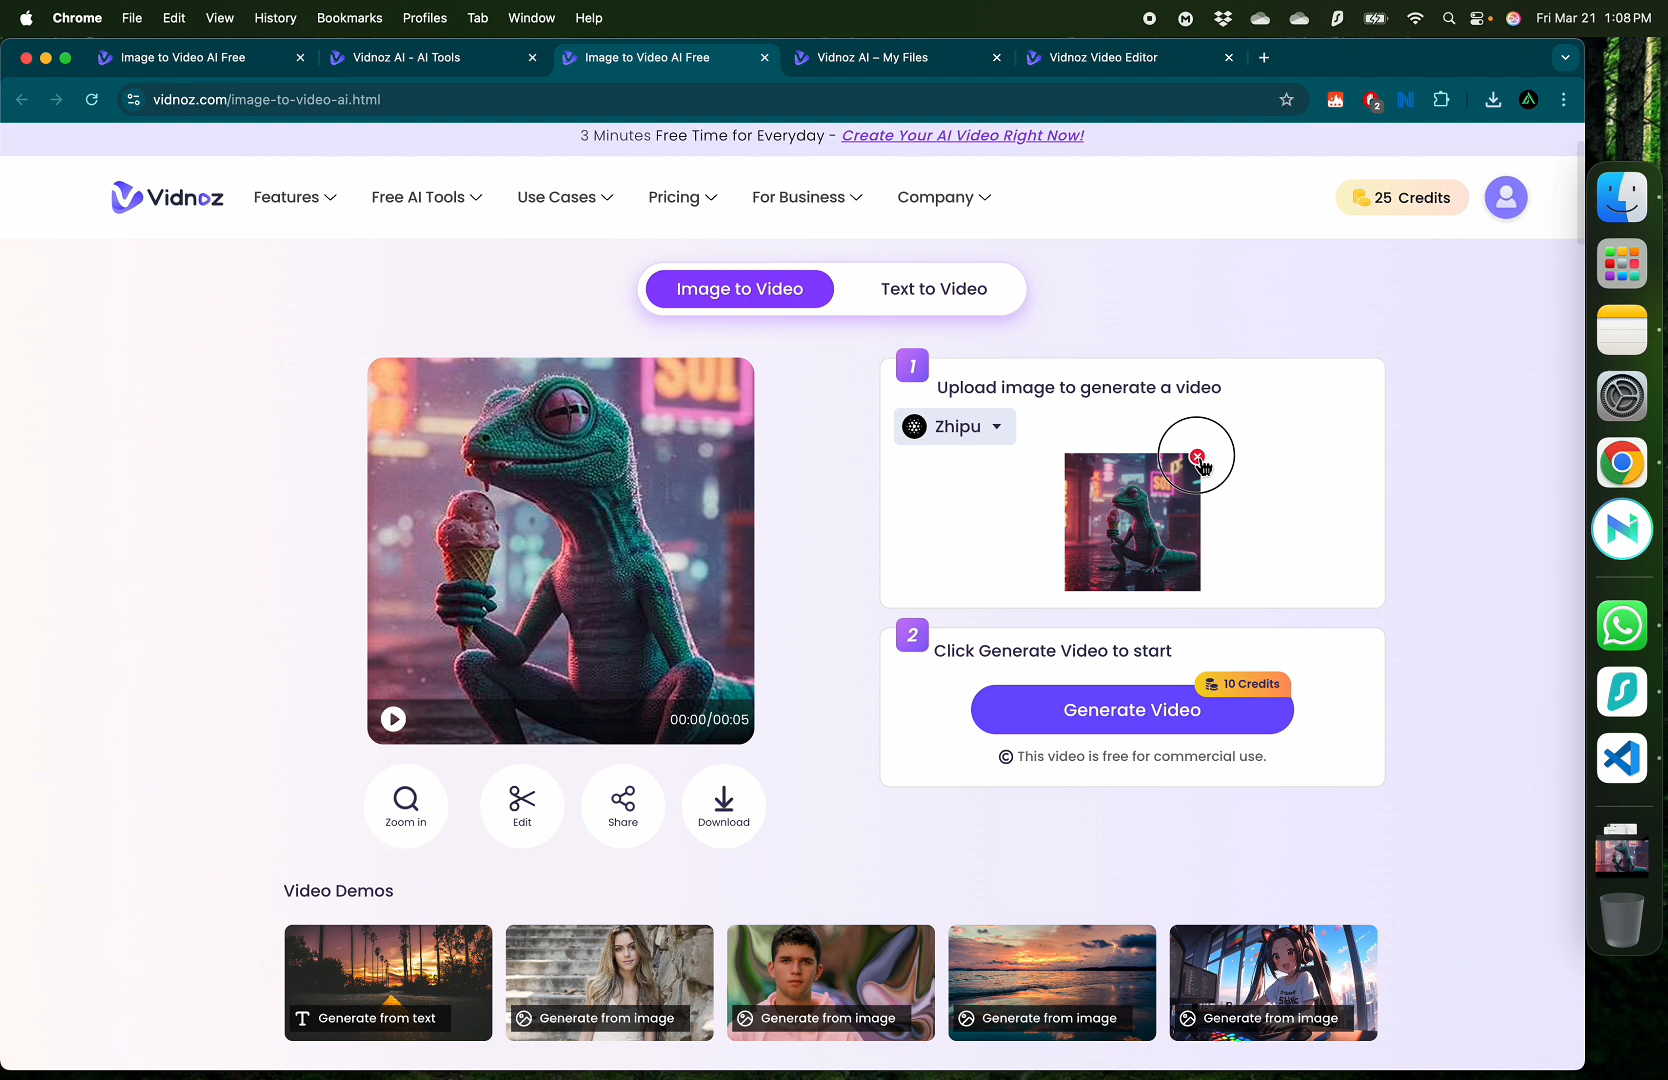 Chrome File Edit View History Bookmarks Profiles Tab Window Help Fri Mar 21 1:08 PM
Image to Video AI Free Vidnoz AI - AI Tools Image to Video AI Free Vidnoz AI – My Files Vidnoz Video Editor
vidnoz.com/image-to-video-ai.html 2
3 Minutes Free Time for Everyday - Create Your AI Video Right Now!
Vidnoz Features Free AI Tools Use Cases Pricing For Business Company 25 Credits
Image to Video Text to Video
1
Upload image to generate a video
Zhipu
SOL
00:00/00:05
2
Click Generate Video to start
10 Credits
Generate Video
© This video is free for commercial use.
Zoom in Edit Share Download
Video Demos
Generate from text Generate from image Generate from image Generate from image Generate from image